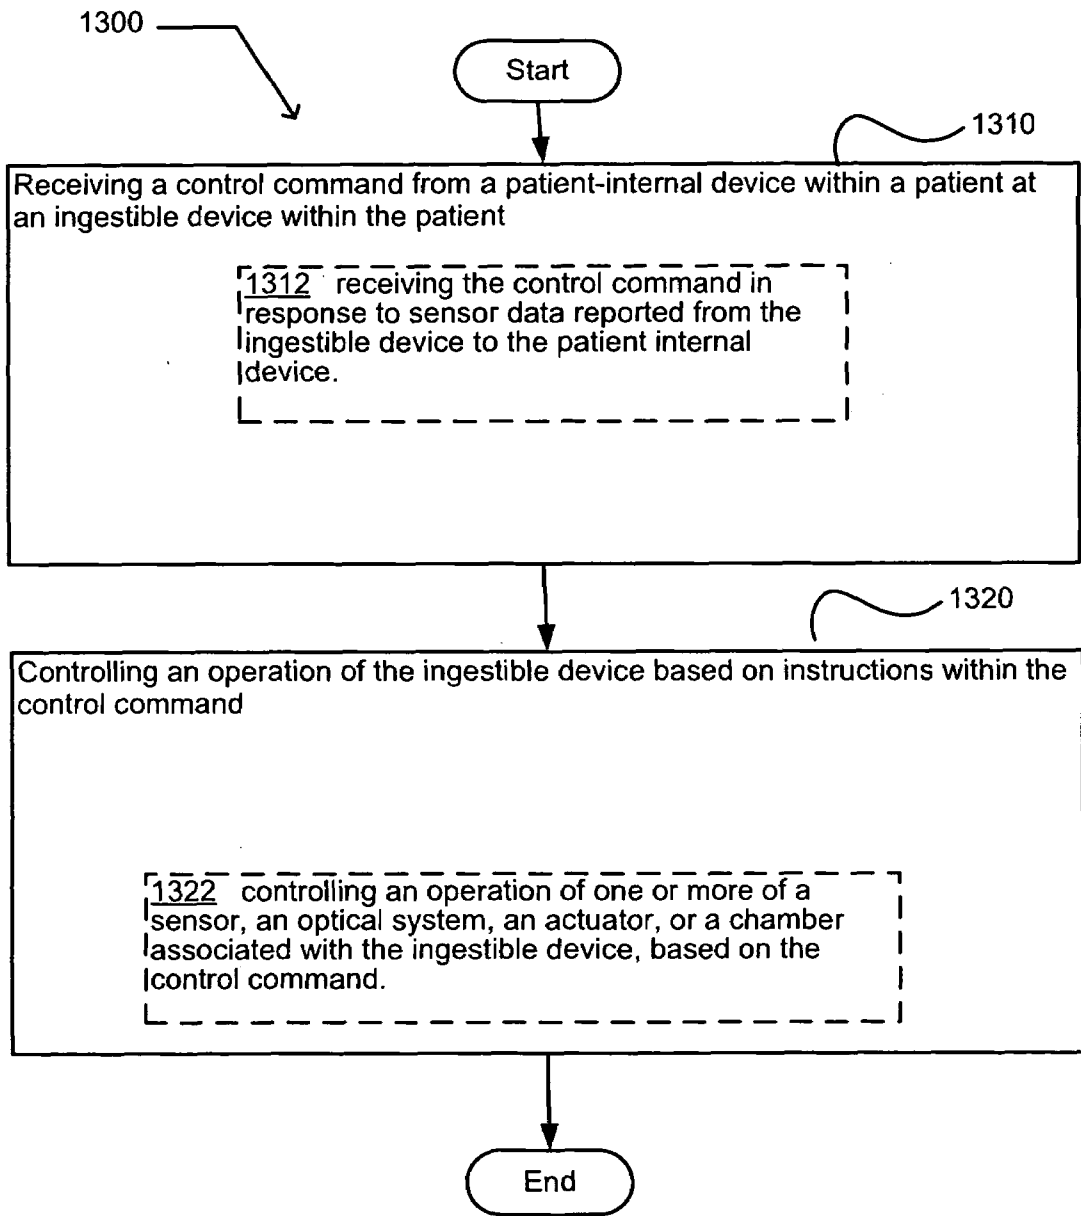 1300
Start
1310
Receiving a control command from a patient-internal device within a patient at
an ingestible device within the patient
1312 receiving the control command in
response to sensor data reported from the
ingestible device to the patient internal
device.
1320
Controlling an operation of the ingestible device based on instructions within the
control command
1322 controlling an operation of one or more of a
sensor, an optical system, an actuator, or a chamber
associated with the ingestible device, based on the
control command.
End